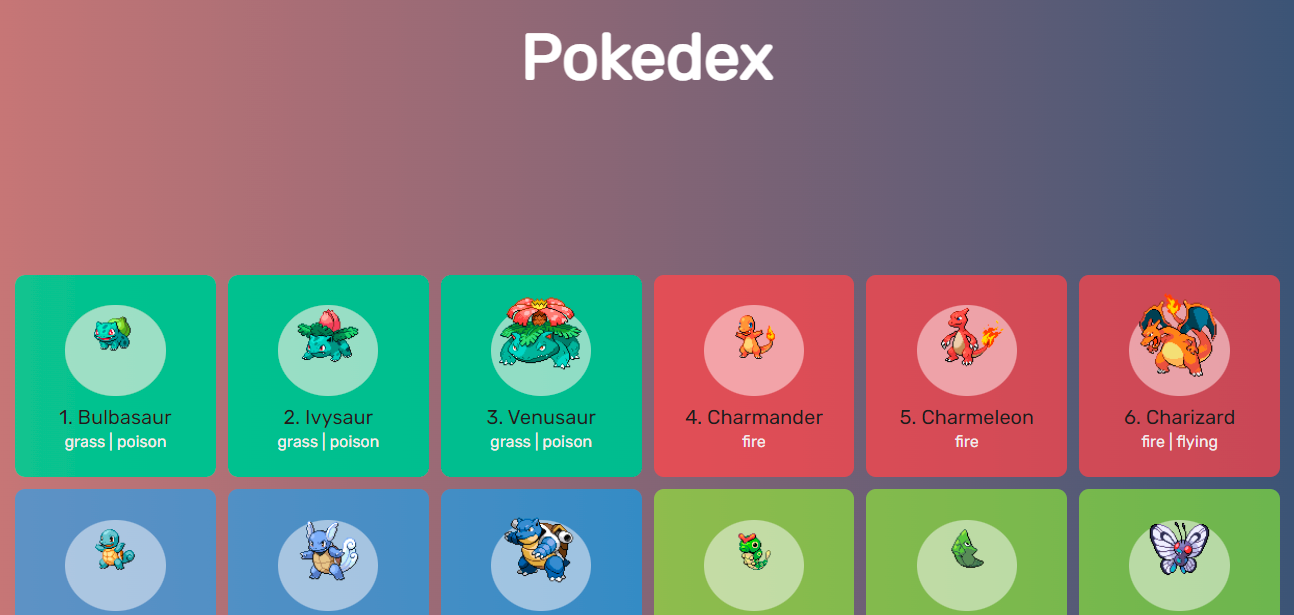 Pokedex
1. Bulbasaur
grass | poison
2. Ivysaur
grass | poison
3. Venusaur
grass | poison
4. Charmander
fire
5. Charmeleon
fire
6. Charizard
fire | flying